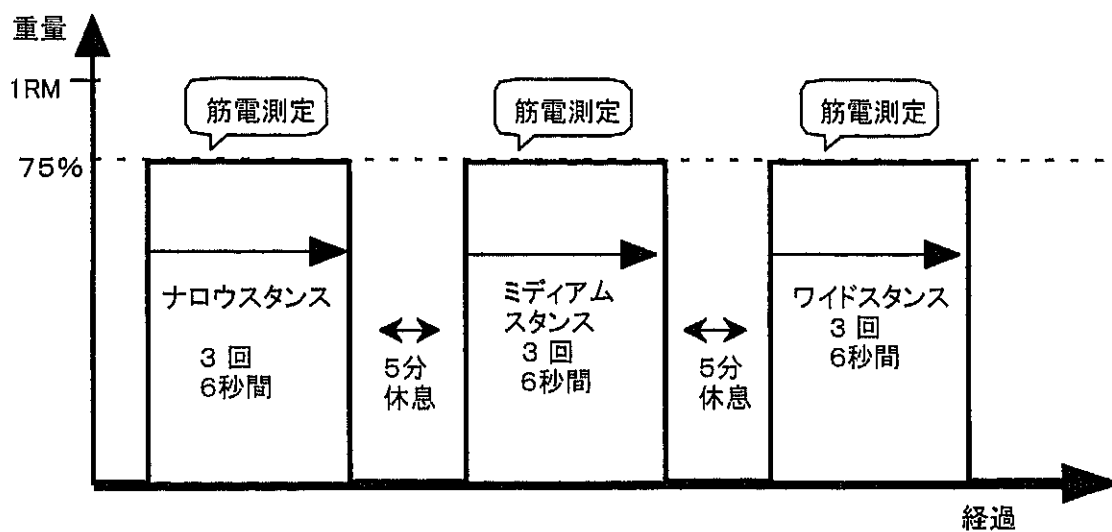 重量
1RM
筋電測定
筋電測定
筋電測定
75%
ナロウスタンス
3 回
6秒間
5分
休息
ミディアム
スタンス
3 回
6秒間
5分
休息
ワイドスタンス
3 回
6秒間
経過